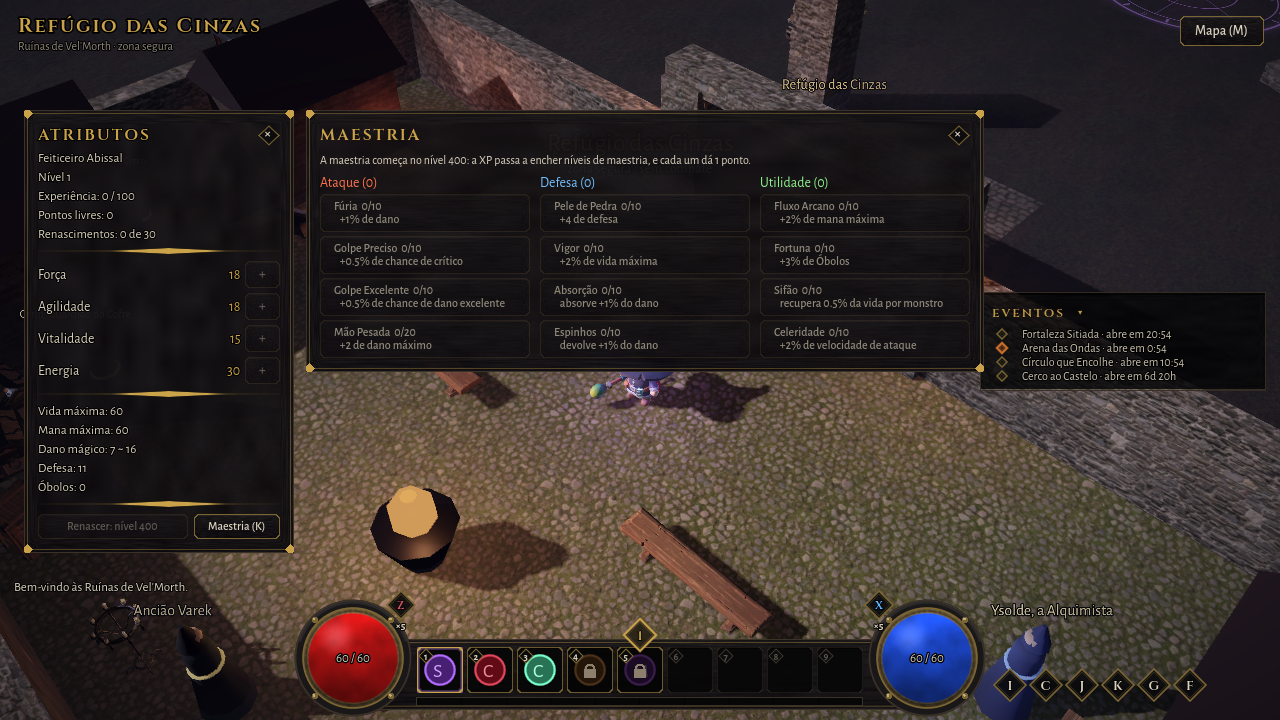 Refúgio das Cinzas
Ruínas de Vel'Morth · zona segura
Mapa (M)
Refúgio das Cinzas
Atributos
×
Feiticeiro Abissal
Nível 1
Experiência: 0 / 100
Pontos livres: 0
Renascimentos: 0 de 30
Força 18 +
Agilidade 18 +
Vitalidade 15 +
Energia 30 +
Vida máxima: 60
Mana máxima: 60
Dano mágico: 7 ~ 16
Defesa: 11
Óbolos: 0
Renascer: nível 400
Maestria (K)
Maestria
×
Refúgio das Cinzas
A maestria começa no nível 400: a XP passa a encher níveis de maestria, e cada um dá 1 ponto.
Ataque (0)
Fúria 0/10
+1% de dano
Golpe Preciso 0/10
+0.5% de chance de crítico
Golpe Excelente 0/10
+0.5% de chance de dano excelente
Mão Pesada 0/20
+2 de dano máximo
Defesa (0)
Pele de Pedra 0/10
+4 de defesa
Vigor 0/10
+2% de vida máxima
Absorção 0/10
absorve +1% do dano
Espinhos 0/10
devolve +1% do dano
Utilidade (0)
Fluxo Arcano 0/10
+2% de mana máxima
Fortuna 0/10
+3% de Óbolos
Sifão 0/10
recupera 0.5% da vida por monstro
Celeridade 0/10
+2% de velocidade de ataque
Eventos
Fortaleza Sitiada · abre em 20:54
Arena das Ondas · abre em 0:54
Círculo que Encolhe · abre em 10:54
Cerco ao Castelo · abre em 6d 20h
Bem-vindo às Ruínas de Vel'Morth.
Ancião Varek
Ysolde, a Alquimista
Z
×5
60 / 60
I
1 S
2 C
3 C
4
5
6
7
8
9
X
×5
60 / 60
I C J K G F